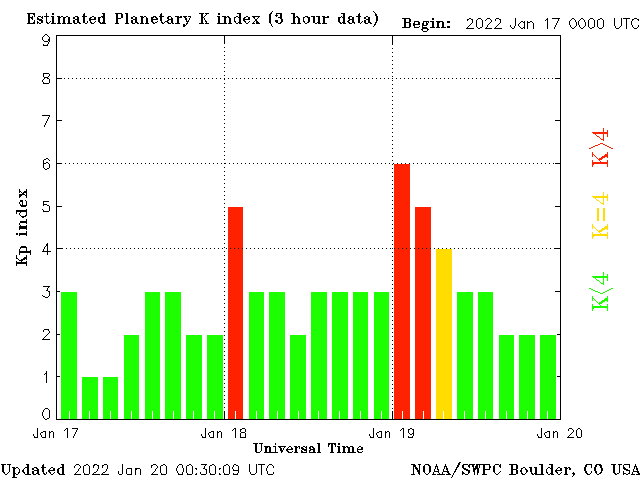 Estimated Planetary K index (3 hour data)
Begin: 2022 Jan 17 0000 UTC
9
8
7
6
5
4
3
2
1
0
Kp index
K>4
K=4
K<4
Jan 17
Jan 18
Jan 19
Jan 20
Universal Time
Updated 2022 Jan 20 00:30:09 UTC
NOAA/SWPC Boulder, CO USA